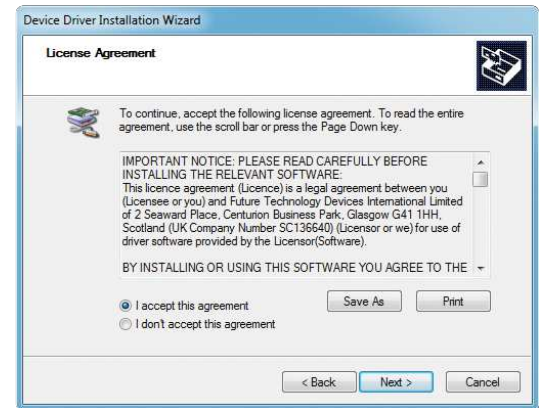 Device Driver Installation Wizard
License Agreement
To continue, accept the following license agreement. To read the entire
agreement, use the scroll bar or press the Page Down key.
IMPORTANT NOTICE: PLEASE READ CAREFULLY BEFORE
INSTALLING THE RELEVANT SOFTWARE:
This licence agreement (Licence) is a legal agreement between you
(Licensee or you) and Future Technology Devices International Limited
of 2 Seaward Place, Centurion Business Park, Glasgow G41 1HH,
Scotland (UK Company Number SC136640) (Licensor or we) for use of
driver software provided by the Licensor(Software).
BY INSTALLING OR USING THIS SOFTWARE YOU AGREE TO THE
I accept this agreement
Save As
Print
I don't accept this agreement
< Back
Next >
Cancel